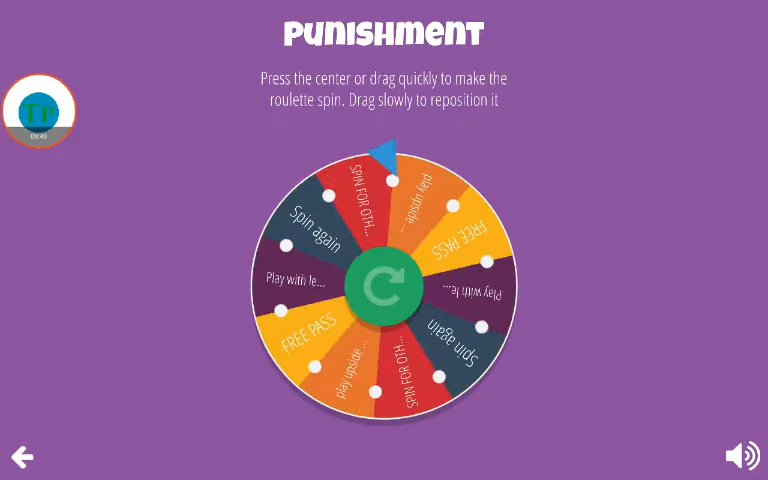 Punishment
Press the center or drag quickly to make the
roulette spin. Drag slowly to reposition it
Tp
09:40
SPIN FOR OTH...
play upside ...
FREE PASS
Play with le...
Spin again
SPIN FOR OTH...
play upside ...
FREE PASS
Play with le...
Spin again